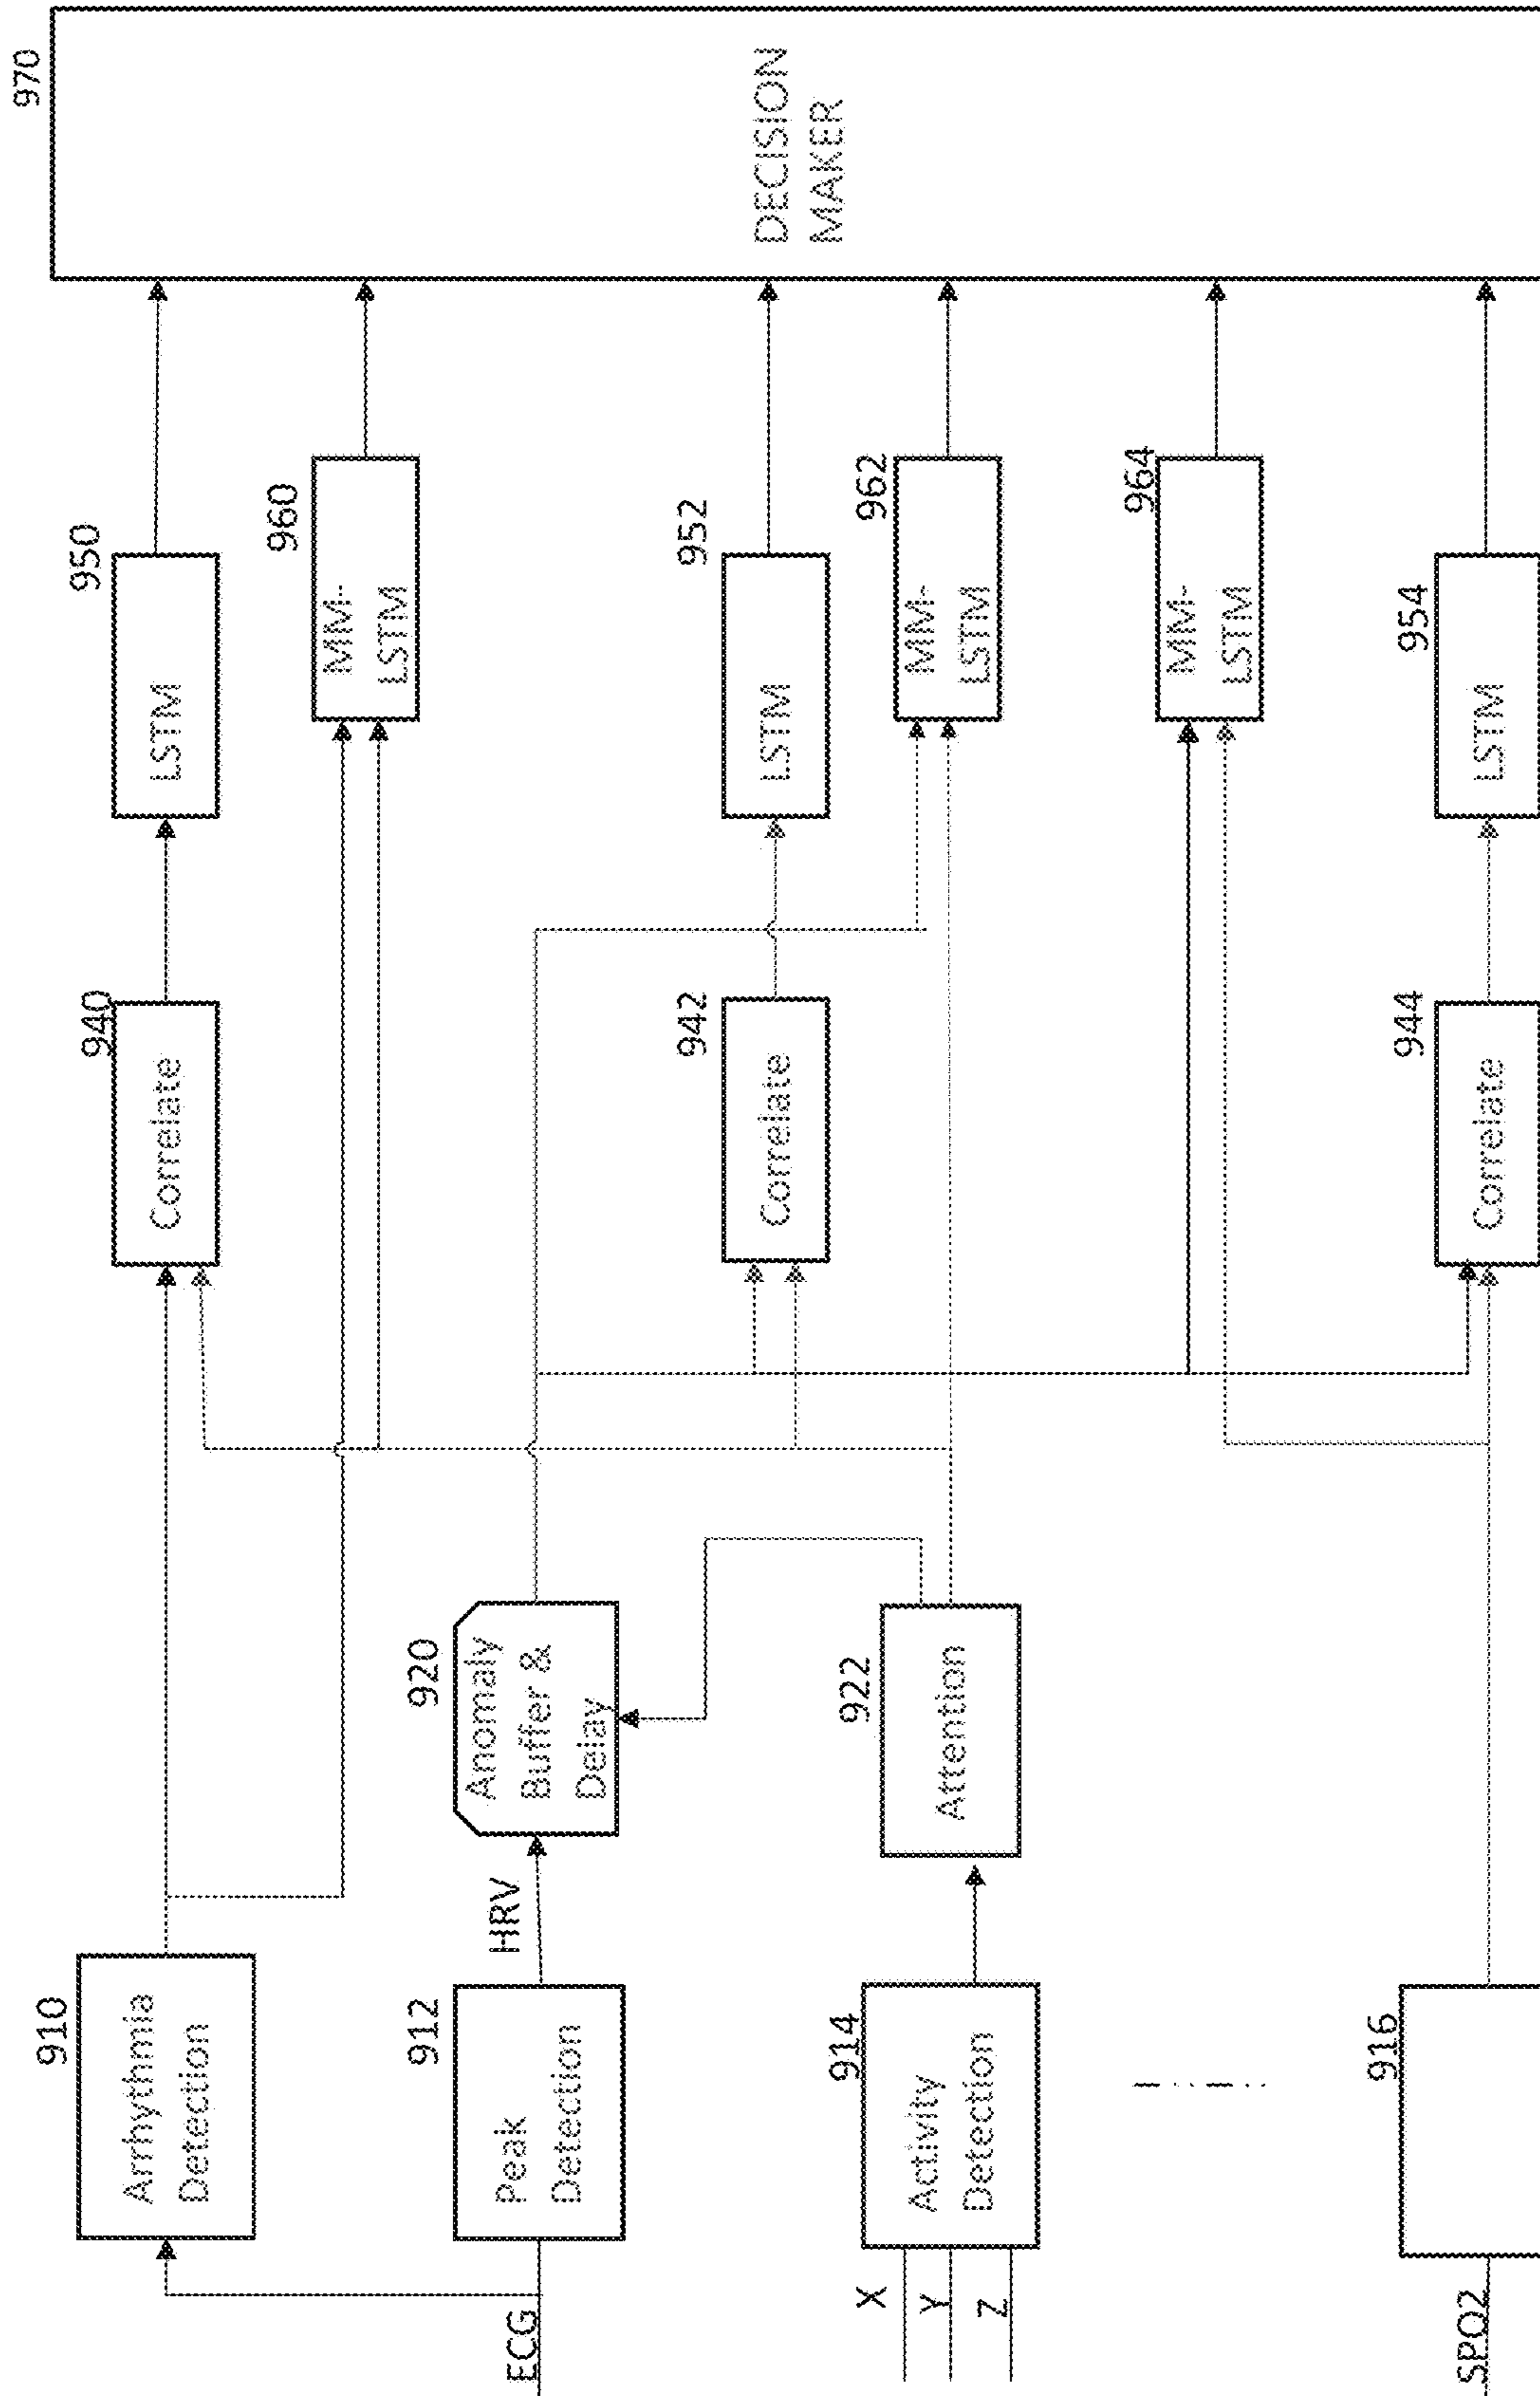 970
DECISION
MAKER
950
LSTM
960
MM-
LSTM
952
LSTM
962
MM-
LSTM
964
MM-
LSTM
954
LSTM
940
Correlate
942
Correlate
944
Correlate
920
Anomaly
Buffer &
Delay
922
Attention
HRV
910
Arrhythmia
Detection
912
Peak
Detection
914
Activity
Detection
916
ECG
X
Y
Z
SPO2